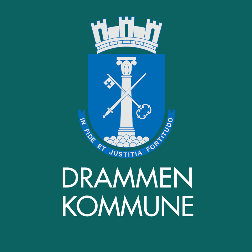 IN FIDE ET JUSTITIA FORTITUDO
DRAMMEN
KOMMUNE